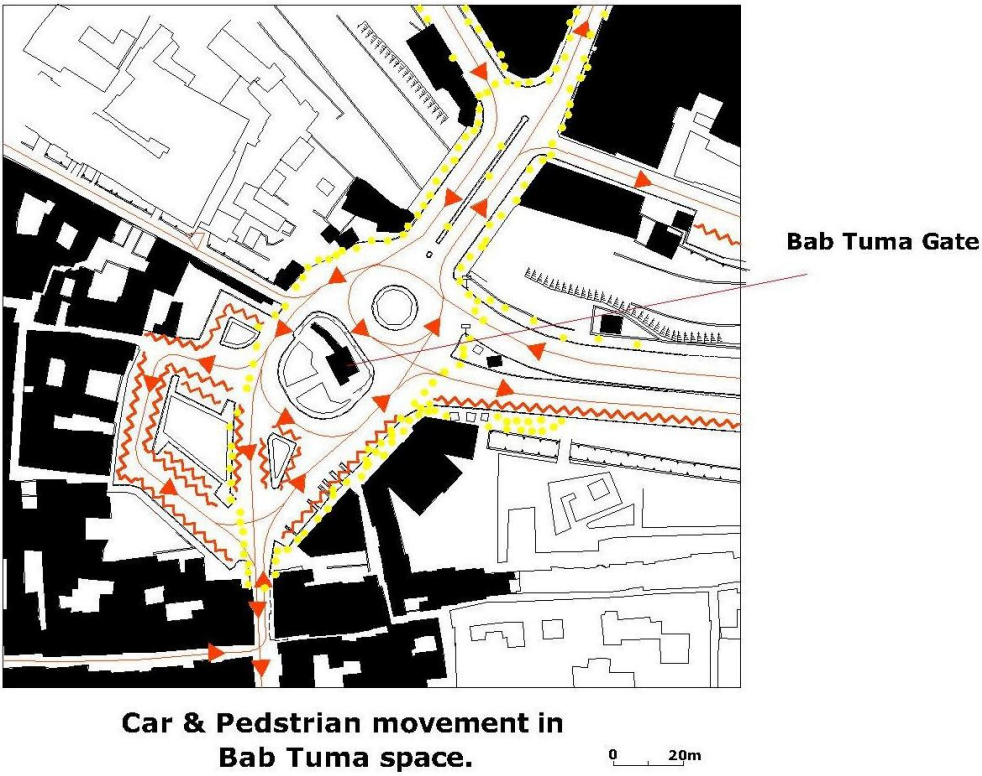 Bab Tuma Gate
Car & Pedstrian movement in
Bab Tuma space.
0 20m